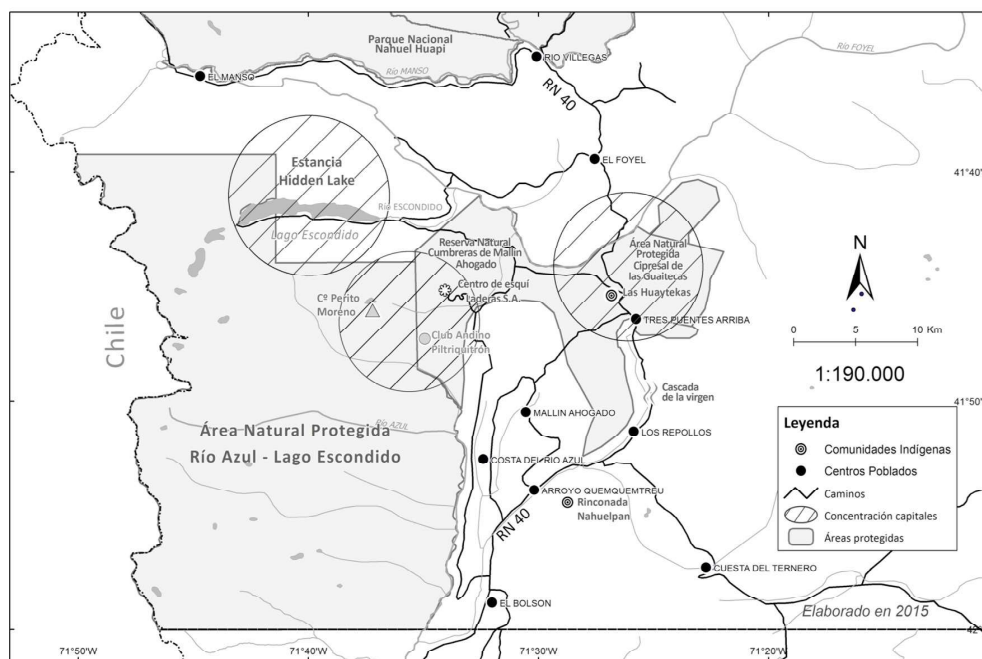 Parque Nacional
Nahuel Huapi
Río MANSO
EL MANSO
RIO VILLEGAS
Río FOYEL
RN 40
EL FOYEL
41°40'
Estancia
Hidden Lake
Río ESCONDIDO
Lago Escondido
Reserva Natural
Cumbreras de Mallín
Ahogado
Área Natural
Protegida
Cipresal de
las Guaitecas
Las Huaytekas
Centro de esquí
Laderas S.A.
Cº Perito
Moreno
Club Andino
Piltriquitrón
TRES PUENTES ARRIBA
N
0 5 10 Km
1:190.000
Chile
Cascada
de la virgen
MALLIN AHOGADO
41°50'
Río AZUL
Área Natural Protegida
Río Azul - Lago Escondido
LOS REPOLLOS
COSTA DEL RIO AZUL
ARROYO QUEMQUEMTREU
Rinconada
Nahuelpan
RN 40
Leyenda
Comunidades Indígenas
Centros Poblados
Caminos
Concentración capitales
Áreas protegidas
CUESTA DEL TERNERO
EL BOLSON
Elaborado en 2015
42°
71°50'W
71°40'W
71°30'W
71°20'W